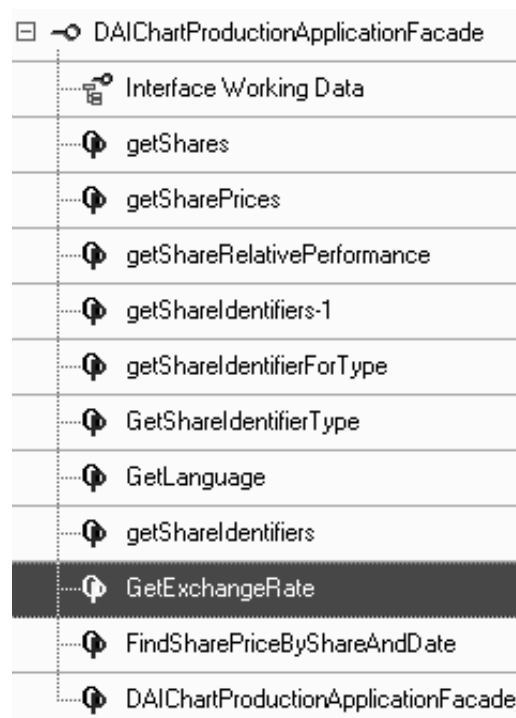 DAIChartProductionApplicationFacade
Interface Working Data
getShares
getSharePrices
getShareRelativePerformance
getShareIdentifiers-1
getShareIdentifierForType
GetShareIdentifierType
GetLanguage
getShareIdentifiers
GetExchangeRate
FindSharePriceByShareAndDate
DAIChartProductionApplicationFacade